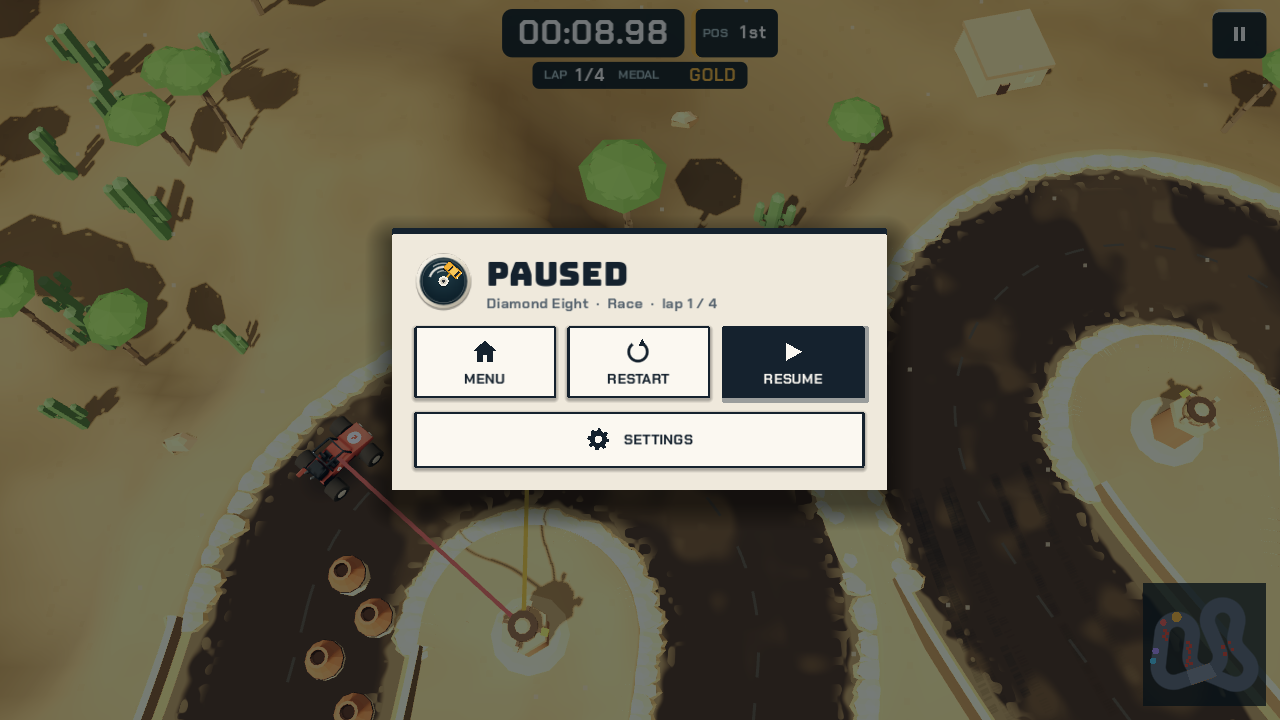 00:08.98
POS 1st
LAP 1/4 MEDAL GOLD
PAUSED
Diamond Eight · Race · lap 1 / 4
MENU
RESTART
RESUME
SETTINGS